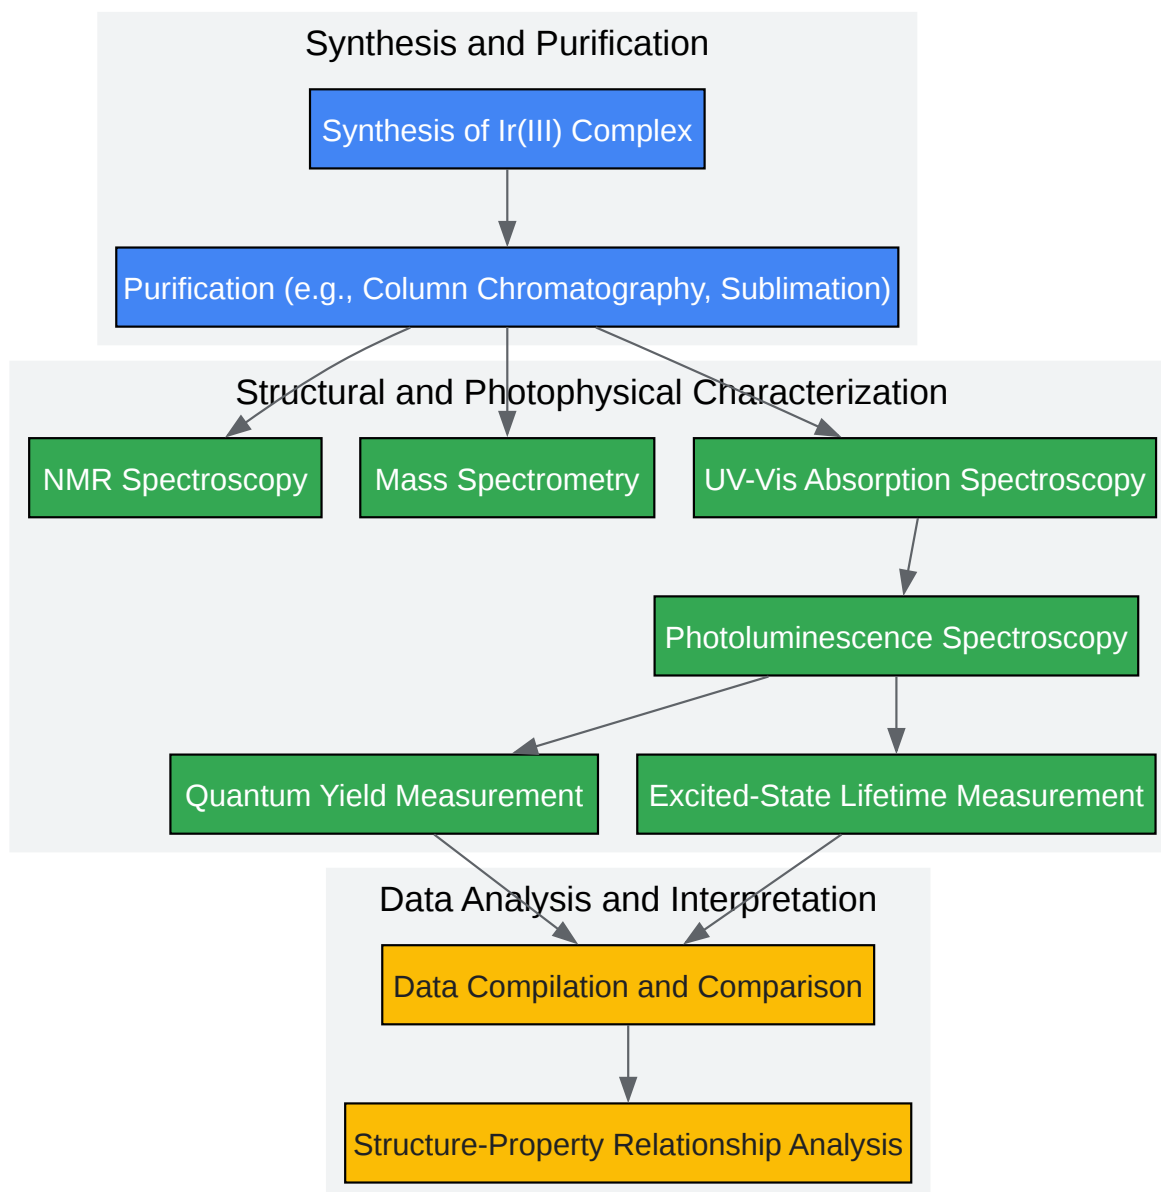 Synthesis and Purification
Synthesis of Ir(III) Complex
Purification (e.g., Column Chromatography, Sublimation)
Structural and Photophysical Characterization
NMR Spectroscopy
Mass Spectrometry
UV-Vis Absorption Spectroscopy
Photoluminescence Spectroscopy
Quantum Yield Measurement
Excited-State Lifetime Measurement
Data Analysis and Interpretation
Data Compilation and Comparison
Structure-Property Relationship Analysis